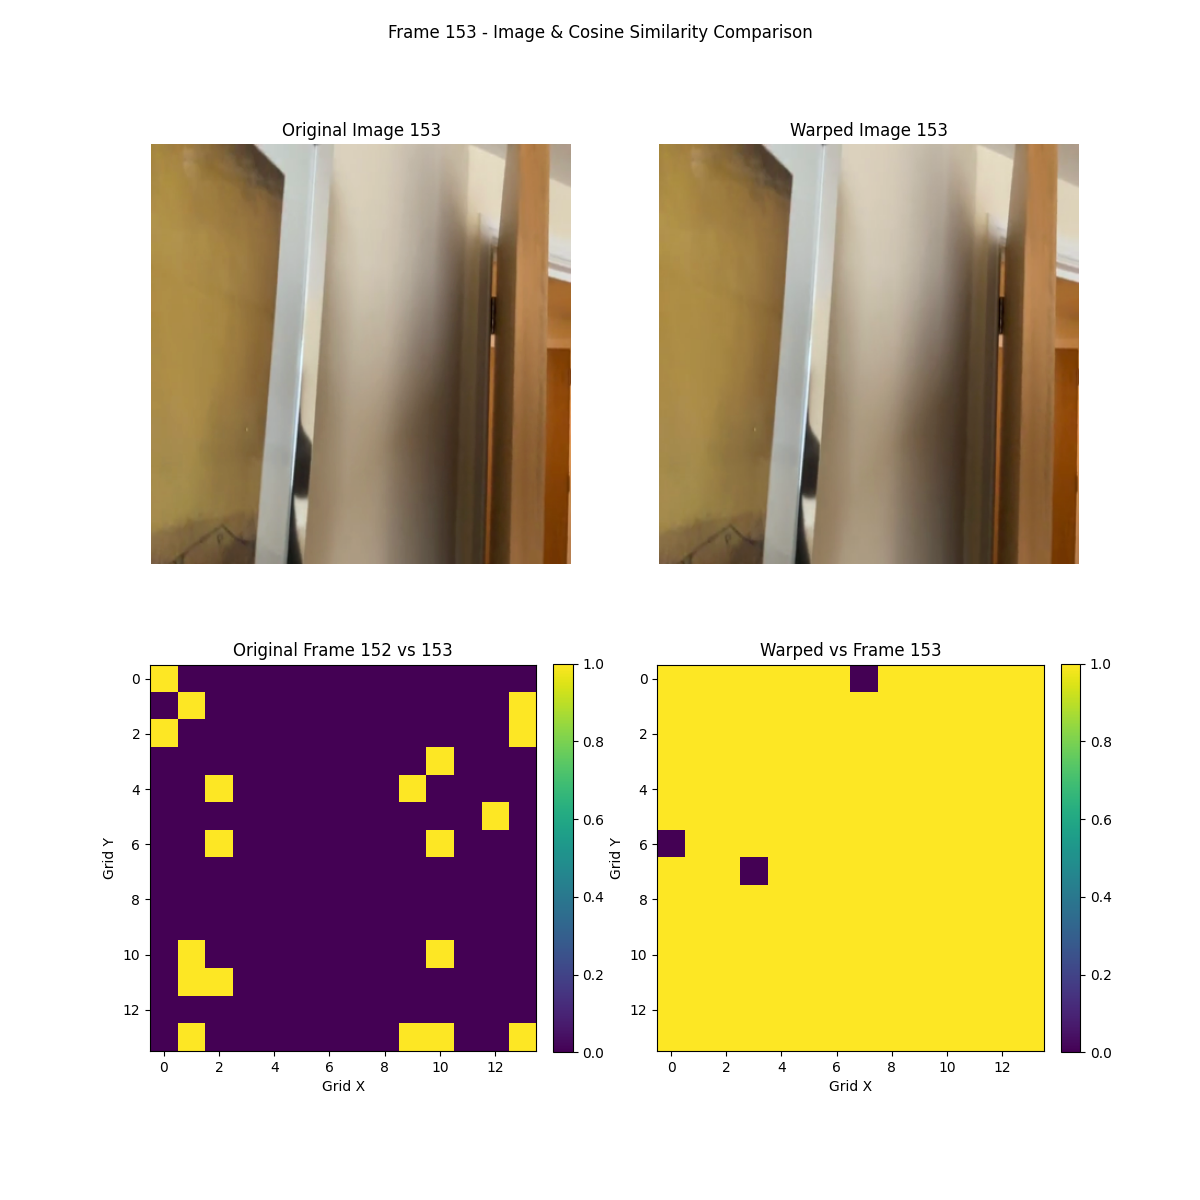 Frame 153 - Image & Cosine Similarity Comparison
Original Image 153
Warped Image 153
Original Frame 152 vs 153
Warped vs Frame 153
0
2
4
6
8
10
12
Grid Y
0 2 4 6 8 10 12
Grid X
1.0
0.8
0.6
0.4
0.2
0.0
0
2
4
6
8
10
12
Grid Y
0 2 4 6 8 10 12
Grid X
1.0
0.8
0.6
0.4
0.2
0.0